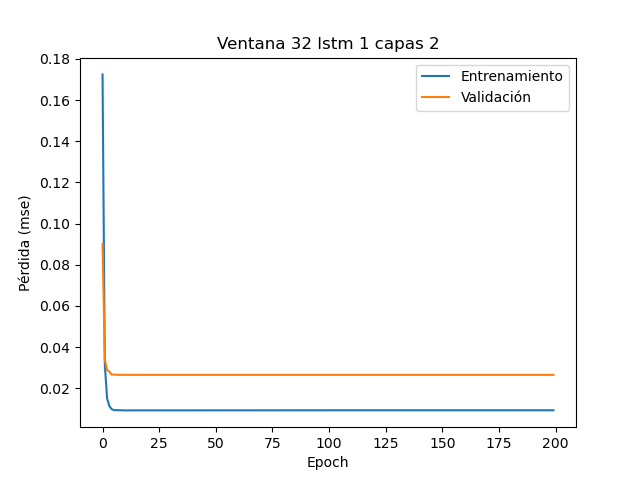 Ventana 32 lstm 1 capas 2
Entrenamiento
Validación
Pérdida (mse)
0.18
0.16
0.14
0.12
0.10
0.08
0.06
0.04
0.02
0 25 50 75 100 125 150 175 200
Epoch